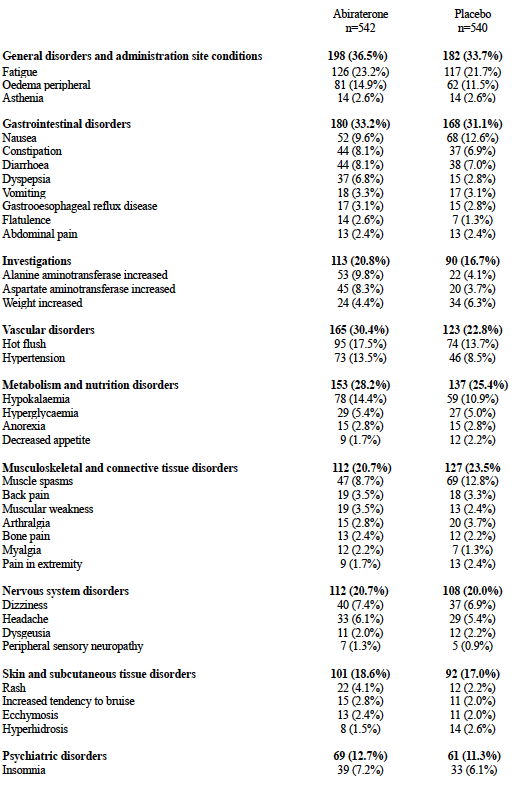 Abiraterone Placebo
n=542 n=540
General disorders and administration site conditions 198 (36.5%) 182 (33.7%)
Fatigue 126 (23.2%) 117 (21.7%)
Oedema peripheral 81 (14.9%) 62 (11.5%)
Asthenia 14 (2.6%) 14 (2.6%)
Gastrointestinal disorders 180 (33.2%) 168 (31.1%)
Nausea 52 (9.6%) 68 (12.6%)
Constipation 44 (8.1%) 37 (6.9%)
Diarrhoea 44 (8.1%) 38 (7.0%)
Dyspepsia 37 (6.8%) 15 (2.8%)
Vomiting 18 (3.3%) 17 (3.1%)
Gastrooesophageal reflux disease 17 (3.1%) 15 (2.8%)
Flatulence 14 (2.6%) 7 (1.3%)
Abdominal pain 13 (2.4%) 13 (2.4%)
Investigations 113 (20.8%) 90 (16.7%)
Alanine aminotransferase increased 53 (9.8%) 22 (4.1%)
Aspartate aminotransferase increased 45 (8.3%) 20 (3.7%)
Weight increased 24 (4.4%) 34 (6.3%)
Vascular disorders 165 (30.4%) 123 (22.8%)
Hot flush 95 (17.5%) 74 (13.7%)
Hypertension 73 (13.5%) 46 (8.5%)
Metabolism and nutrition disorders 153 (28.2%) 137 (25.4%)
Hypokalaemia 78 (14.4%) 59 (10.9%)
Hyperglycaemia 29 (5.4%) 27 (5.0%)
Anorexia 15 (2.8%) 15 (2.8%)
Decreased appetite 9 (1.7%) 12 (2.2%)
Musculoskeletal and connective tissue disorders 112 (20.7%) 127 (23.5%
Muscle spasms 47 (8.7%) 69 (12.8%)
Back pain 19 (3.5%) 18 (3.3%)
Muscular weakness 19 (3.5%) 13 (2.4%)
Arthralgia 15 (2.8%) 20 (3.7%)
Bone pain 13 (2.4%) 12 (2.2%)
Myalgia 12 (2.2%) 7 (1.3%)
Pain in extremity 9 (1.7%) 13 (2.4%)
Nervous system disorders 112 (20.7%) 108 (20.0%)
Dizziness 40 (7.4%) 37 (6.9%)
Headache 33 (6.1%) 29 (5.4%)
Dysgeusia 11 (2.0%) 12 (2.2%)
Peripheral sensory neuropathy 7 (1.3%) 5 (0.9%)
Skin and subcutaneous tissue disorders 101 (18.6%) 92 (17.0%)
Rash 22 (4.1%) 12 (2.2%)
Increased tendency to bruise 15 (2.8%) 11 (2.0%)
Ecchymosis 13 (2.4%) 11 (2.0%)
Hyperhidrosis 8 (1.5%) 14 (2.6%)
Psychiatric disorders 69 (12.7%) 61 (11.3%)
Insomnia 39 (7.2%) 33 (6.1%)